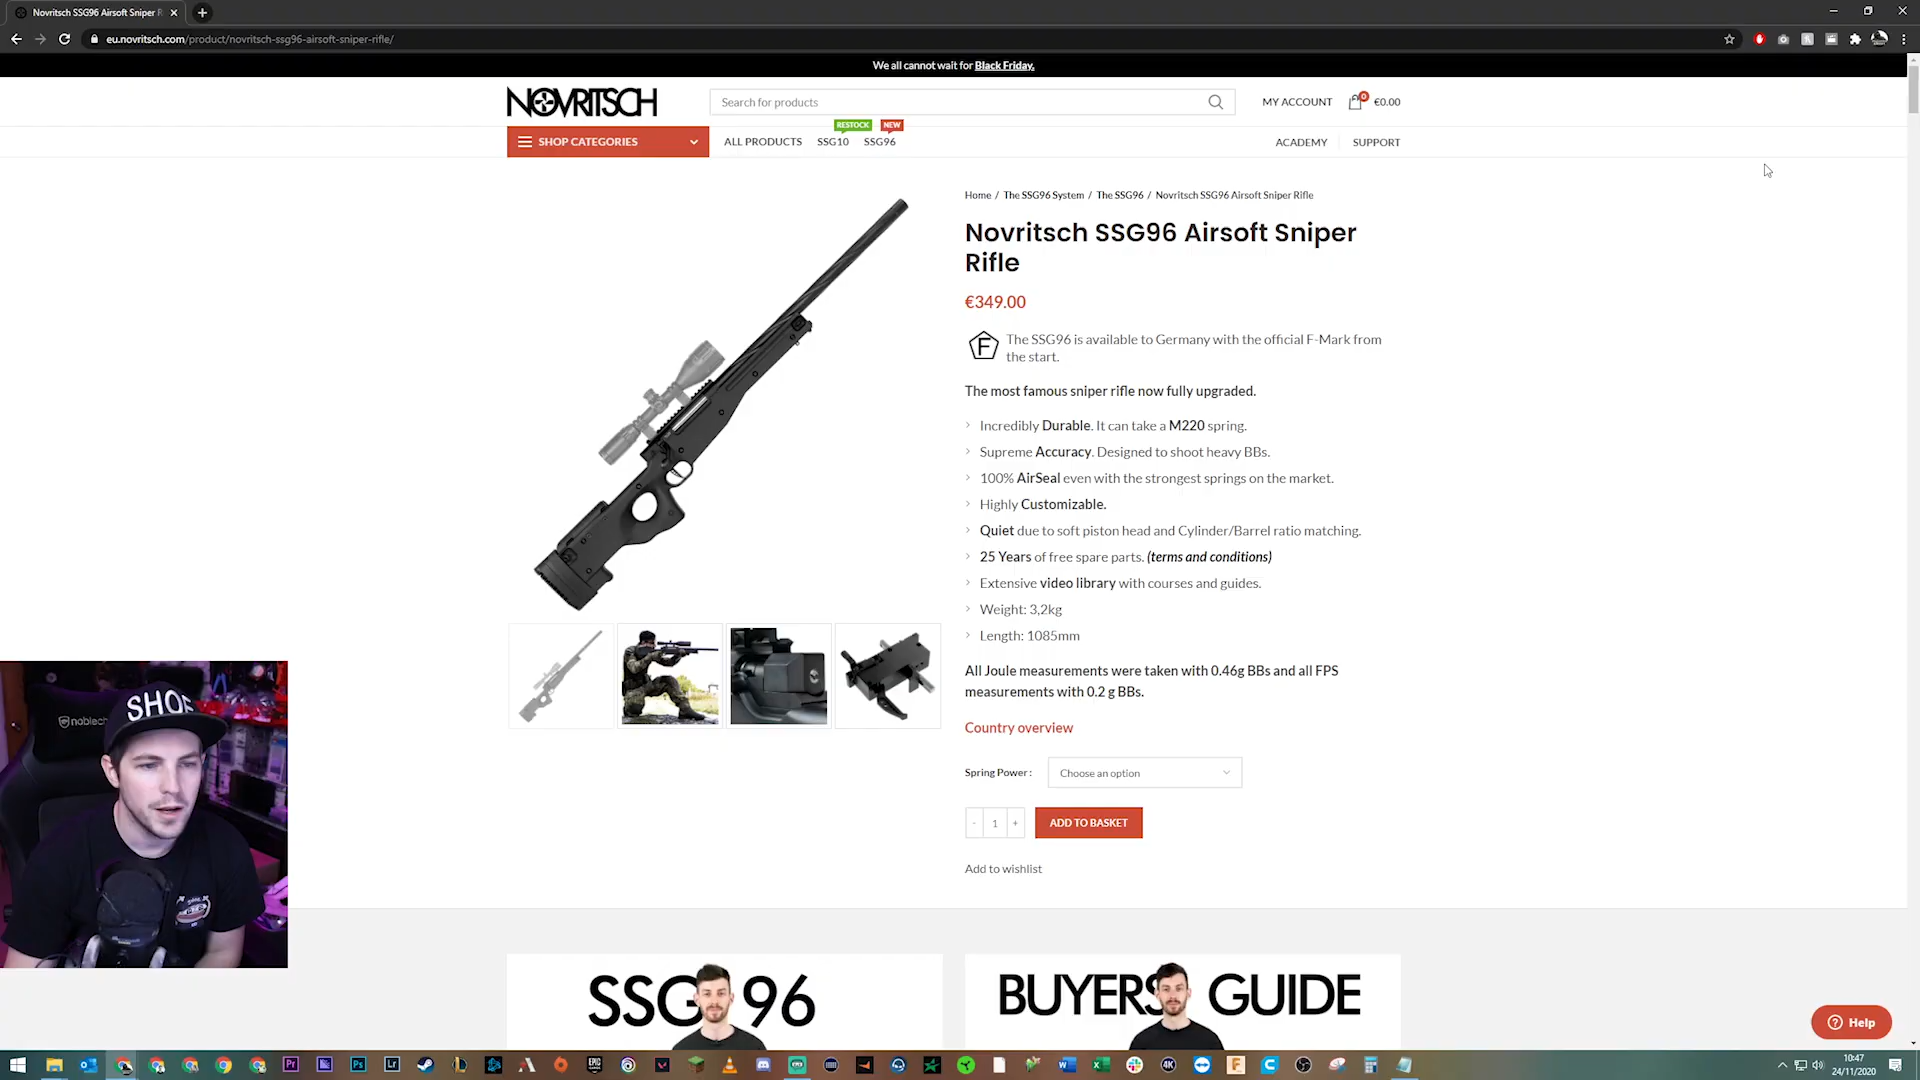 Novritsch SSG96 Airsoft Sniper R
eu.novritsch.com/product/novritsch-ssg96-airsoft-sniper-rifle/
We all cannot wait for Black Friday.
NOVRITSCH
Search for products
MY ACCOUNT
0
€0.00
SHOP CATEGORIES
ALL PRODUCTS
RESTOCK
SSG10
NEW
SSG96
ACADEMY
SUPPORT
Home / The SSG96 System / The SSG96 / Novritsch SSG96 Airsoft Sniper Rifle
Novritsch SSG96 Airsoft Sniper
Rifle
€349.00
F
The SSG96 is available to Germany with the official F-Mark from
the start.
The most famous sniper rifle now fully upgraded.
Incredibly Durable. It can take a M220 spring.
Supreme Accuracy. Designed to shoot heavy BBs.
100% AirSeal even with the strongest springs on the market.
Highly Customizable.
Quiet due to soft piston head and Cylinder/Barrel ratio matching.
25 Years of free spare parts. (terms and conditions)
Extensive video library with courses and guides.
Weight: 3,2kg
Length: 1085mm
All Joule measurements were taken with 0.46g BBs and all FPS
measurements with 0.2 g BBs.
Country overview
Spring Power :
Choose an option
- 1 +
ADD TO BASKET
Add to wishlist
SHOE
noblech
SSG 96
BUYERS GUIDE
Help
Pr
Ps
Lr
EPIC
GAMES
4K
10:47
24/11/2020